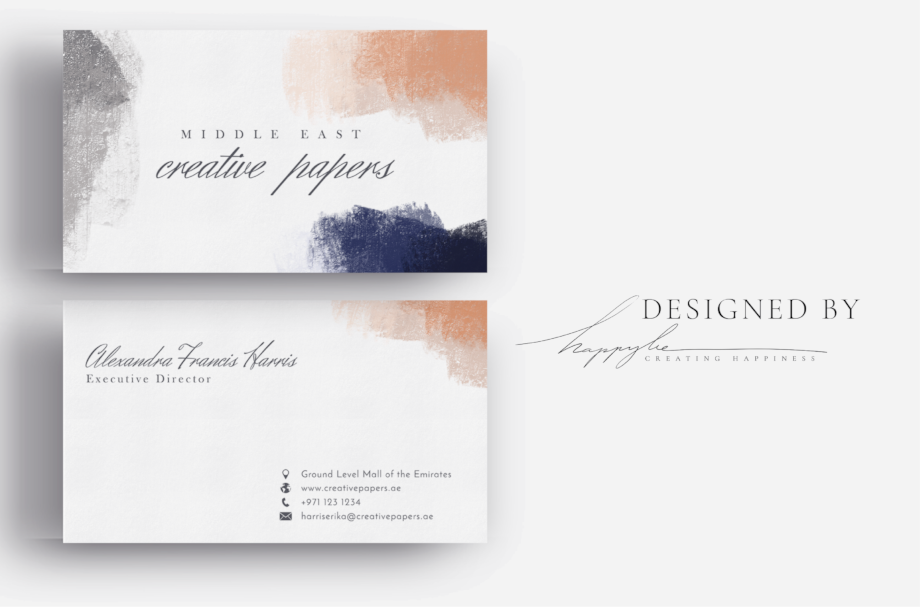 MIDDLE EAST
creative papers
Alexandra Francis Harris
Executive Director
Ground Level Mall of the Emirates
www.creativepapers.ae
+971 123 1234
harriserika@creativepapers.ae
DESIGNED BY
CREATING HAPPINESS